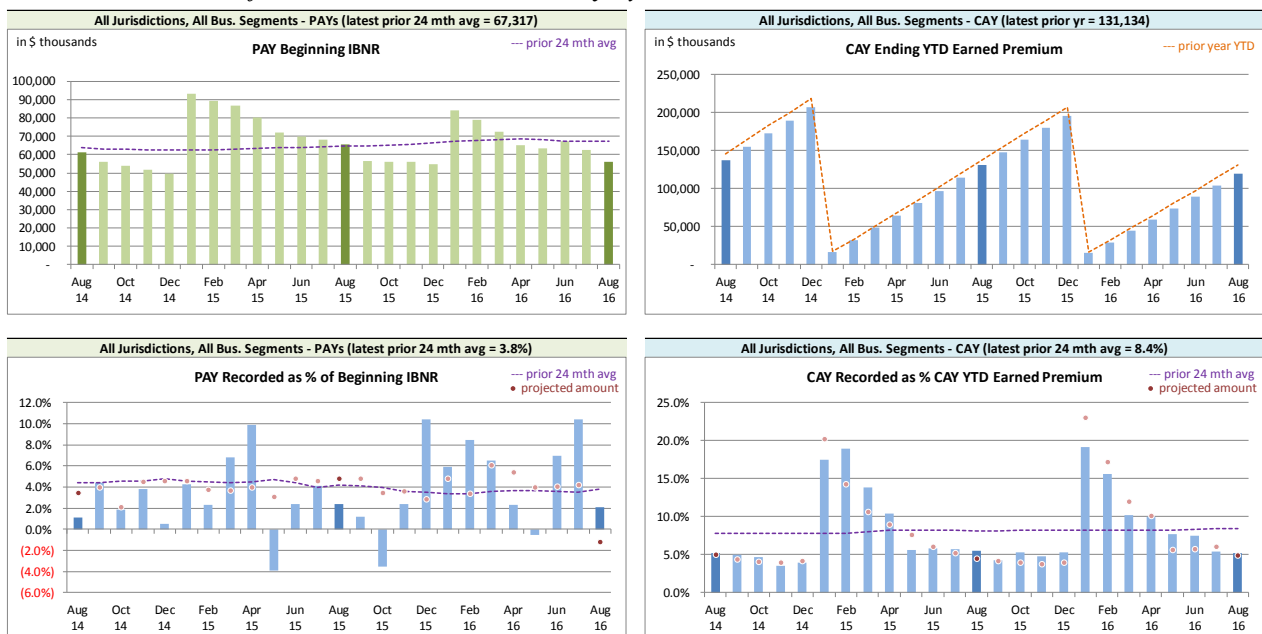 All Jurisdictions, All Bus. Segments - PAYs (latest prior 24 mth avg = 67,317)
in $ thousands
--- prior 24 mth avg
PAY Beginning IBNR
100,000
90,000
80,000
70,000
60,000
50,000
40,000
30,000
20,000
10,000
-
Aug Oct Dec Feb Apr Jun Aug Oct Dec Feb Apr Jun Aug
14 14 14 15 15 15 15 15 15 16 16 16 16
All Jurisdictions, All Bus. Segments - CAY (latest prior yr = 131,134)
in $ thousands
--- prior year YTD
CAY Ending YTD Earned Premium
250,000
200,000
150,000
100,000
50,000
-
Aug Oct Dec Feb Apr Jun Aug Oct Dec Feb Apr Jun Aug
14 14 14 15 15 15 15 15 15 16 16 16 16
All Jurisdictions, All Bus. Segments - PAYs (latest prior 24 mth avg = 3.8%)
PAY Recorded as % of Beginning IBNR
--- prior 24 mth avg
• projected amount
12.0%
10.0%
8.0%
6.0%
4.0%
2.0%
0.0%
(2.0%)
(4.0%)
(6.0%)
Aug Oct Dec Feb Apr Jun Aug Oct Dec Feb Apr Jun Aug
14 14 14 15 15 15 15 15 15 16 16 16 16
All Jurisdictions, All Bus. Segments - CAY (latest prior 24 mth avg = 8.4%)
CAY Recorded as % CAY YTD Earned Premium
--- prior 24 mth avg
• projected amount
25.0%
20.0%
15.0%
10.0%
5.0%
0.0%
Aug Oct Dec Feb Apr Jun Aug Oct Dec Feb Apr Jun Aug
14 14 14 15 15 15 15 15 15 16 16 16 16